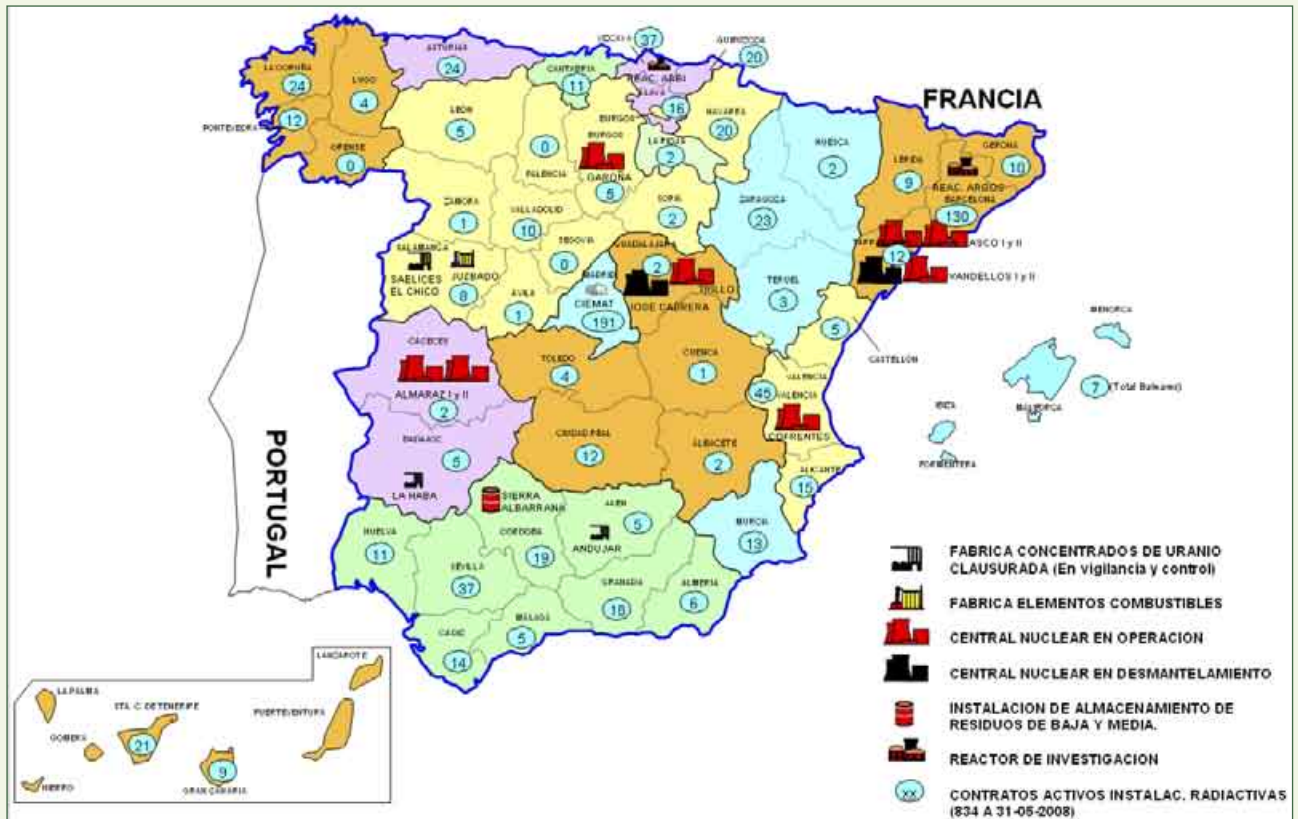 VIZCAYA
37
GUIPUZCOA
20
ASTURIAS
24
CANTABRIA
11
REAC. ARBI
ALAVA
16
LA CORUÑA
24
LUGO
4
PONTEVEDRA
12
ORENSE
0
LEON
5
BURGOS
BURGOS
0
PALENCIA
GAROÑA
5
LA RIOJA
2
NAVARRA
20
FRANCIA
HUESCA
2
LERIDA
9
GERONA
10
REAC. ARGOS
BARCELONA
130
ZAMORA
1
VALLADOLID
10
SORIA
2
ZARAGOZA
23
SEGOVIA
0
GUADALAJARA
2
12
ASCO I y II
VANDELLOS I y II
SALAMANCA
SAELICES
EL CHICO
JUZBADO
8
AVILA
1
MADRID
CIEMAT
191
JOSE CABRERA
TERUEL
3
5
CASTELLÓN
MENORCA
7
(Total Baleares)
MALLORCA
IBIZA
FORMENTERA
CACERES
ALMARAZ I y II
2
TOLEDO
4
CUENCA
1
VALENCIA
45
VALENCIA
COFRENTES
PORTUGAL
BADAJOZ
5
LA HABA
CIUDAD REAL
12
ALBACETE
2
ALICANTE
15
SIERRA
ALBARRANA
JAEN
5
ANDUJAR
MURCIA
13
HUELVA
11
CORDOBA
19
SEVILLA
37
GRANADA
18
ALMERIA
6
MALAGA
5
CADIZ
14
LANZAROTE
LA PALMA
STA. C. DE TENERIFE
21
FUERTEVENTURA
GOMERA
HIERRO
9
GRAN CANARIA
FABRICA CONCENTRADOS DE URANIO
CLAUSURADA (En vigilancia y control)
FABRICA ELEMENTOS COMBUSTIBLES
CENTRAL NUCLEAR EN OPERACION
CENTRAL NUCLEAR EN DESMANTELAMIENTO
INSTALACION DE ALMACENAMIENTO DE
RESIDUOS DE BAJA Y MEDIA.
REACTOR DE INVESTIGACION
xx
CONTRATOS ACTIVOS INSTALAC. RADIACTIVAS
(834 A 31-05-2008)